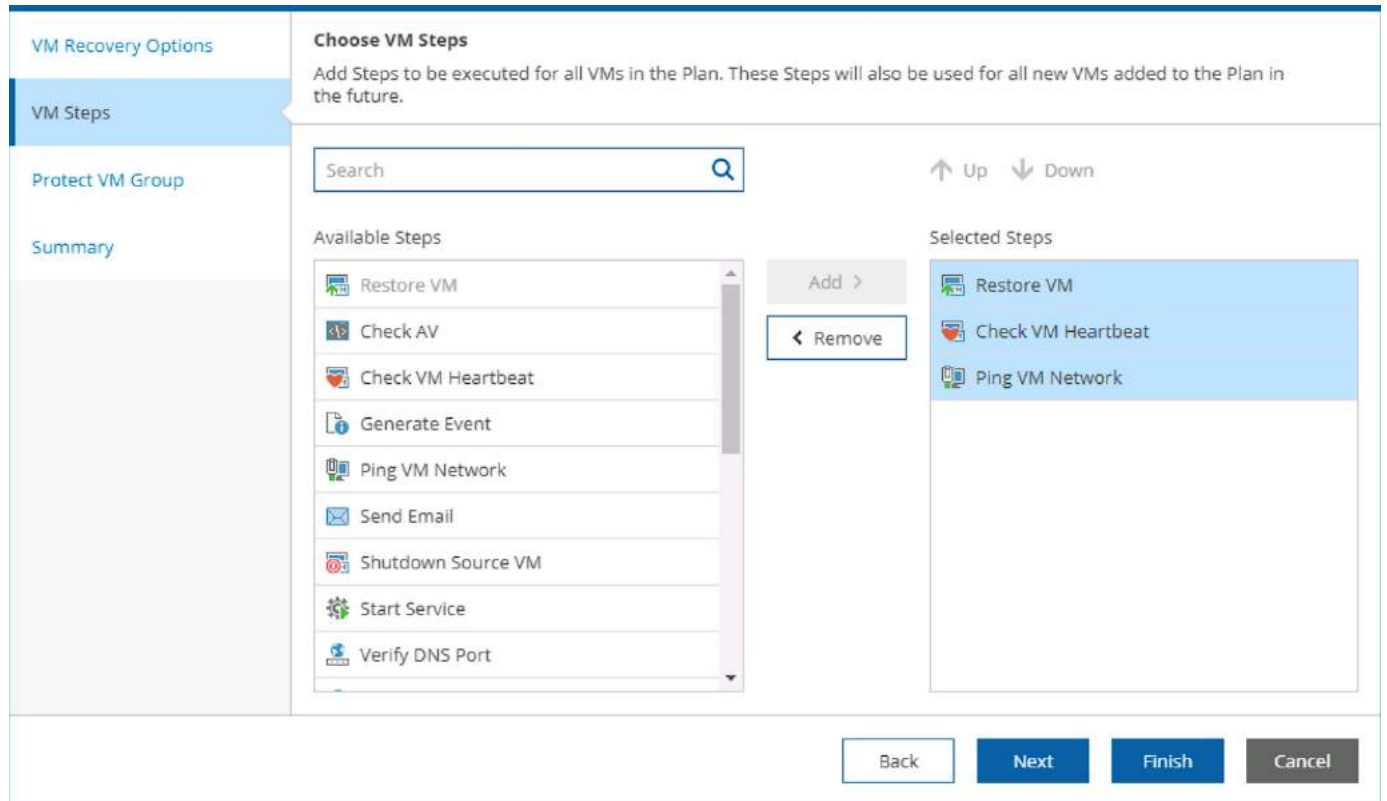 VM Recovery Options
VM Steps
Protect VM Group
Summary
Choose VM Steps
Add Steps to be executed for all VMs in the Plan. These Steps will also be used for all new VMs added to the Plan in
the future.
Search
Up Down
Available Steps
Restore VM
Check AV
Check VM Heartbeat
Generate Event
Ping VM Network
Send Email
Shutdown Source VM
Start Service
Verify DNS Port
Add >
< Remove
Selected Steps
Restore VM
Check VM Heartbeat
Ping VM Network
Back Next Finish Cancel